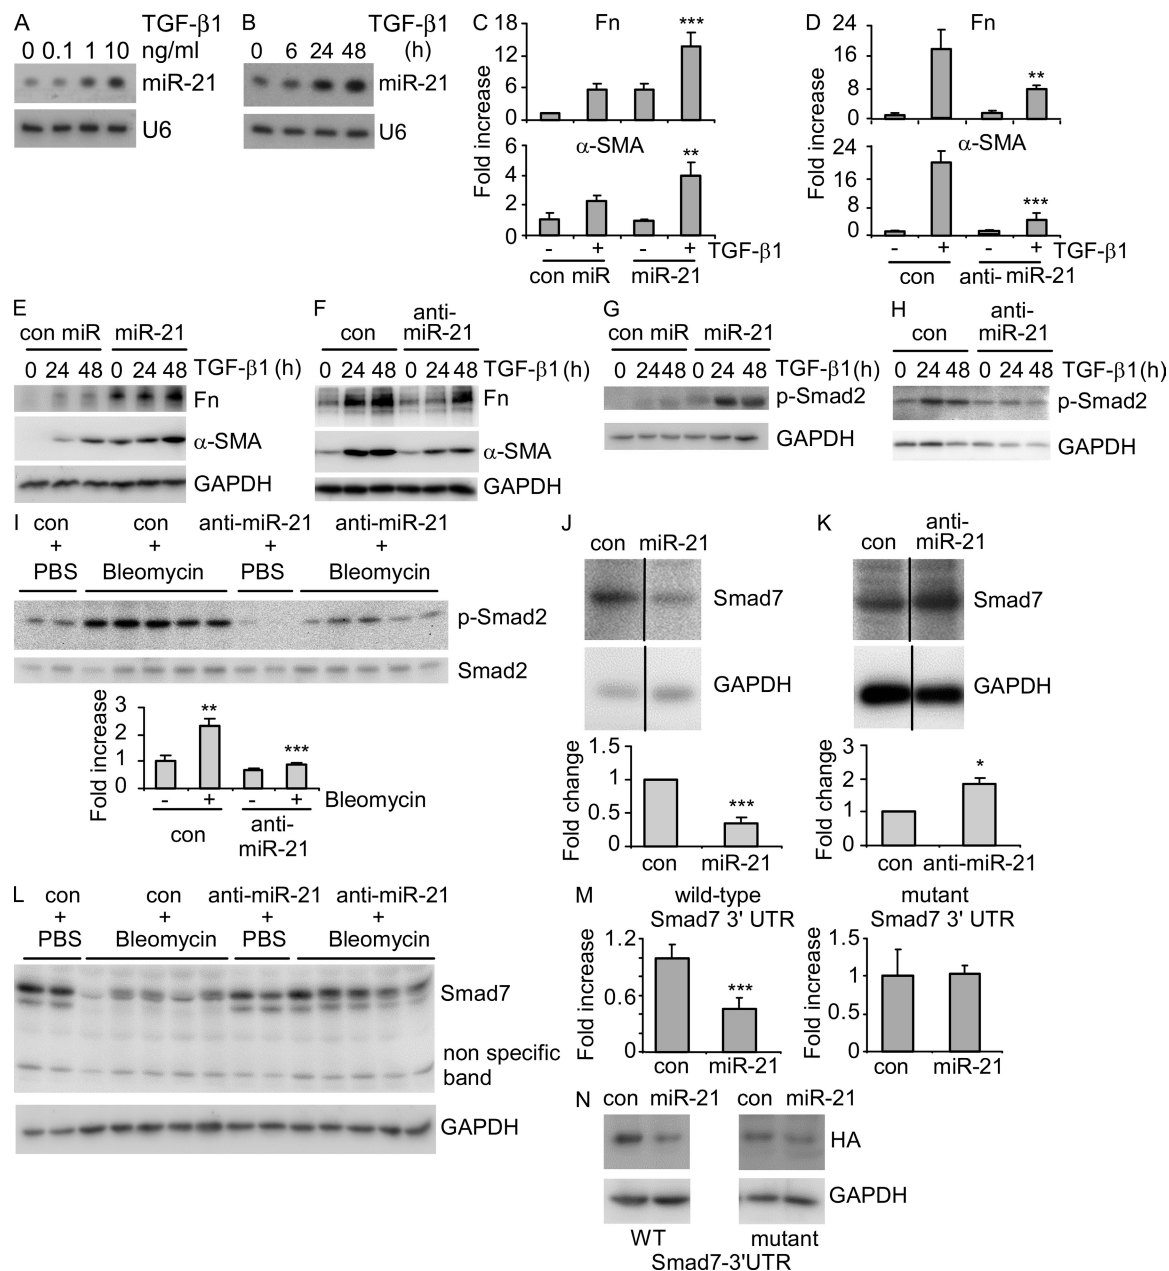 A
TGF-β1
0 0.1 1 10 ng/ml
miR-21
U6
B
TGF-β1
0 6 24 48 (h)
miR-21
U6
C
Fn
***
18
12
6
0
Fold increase
α-SMA
**
6
4
2
0
- + - + TGF-β1
con miR miR-21
D
Fn
**
24
16
8
0
Fold increase
α-SMA
***
24
16
8
0
- + - + TGF-β1
con anti-miR-21
E
con miR miR-21
0 24 48 0 24 48 TGF-β1 (h)
Fn
α-SMA
GAPDH
F
anti-
con miR-21
0 24 48 0 24 48 TGF-β1 (h)
Fn
α-SMA
GAPDH
G
con miR miR-21
0 24 48 0 24 48 TGF-β1 (h)
p-Smad2
GAPDH
H
anti-
con miR-21
0 24 48 0 24 48 TGF-β1 (h)
p-Smad2
GAPDH
I
con con anti-miR-21 anti-miR-21
+ + + +
PBS Bleomycin PBS Bleomycin
p-Smad2
Smad2
Fold increase
3
2
1
0
** ***
- + - + Bleomycin
con anti-
miR-21
J
con miR-21
Smad7
GAPDH
Fold change
1.5
1
0.5
0
***
con miR-21
K
anti-
con miR-21
Smad7
GAPDH
Fold change
3
2
1
0
*
con anti-miR-21
L
con con anti-miR-21 anti-miR-21
+ + + +
PBS Bleomycin PBS Bleomycin
Smad7
non specific
band
GAPDH
M
wild-type
Smad7 3' UTR
Fold increase
1.2
0.6
0
***
con miR-21
mutant
Smad7 3' UTR
Fold increase
1.5
1
0.5
0
con miR-21
N
con miR-21 con miR-21
HA
GAPDH
WT mutant
Smad7-3'UTR